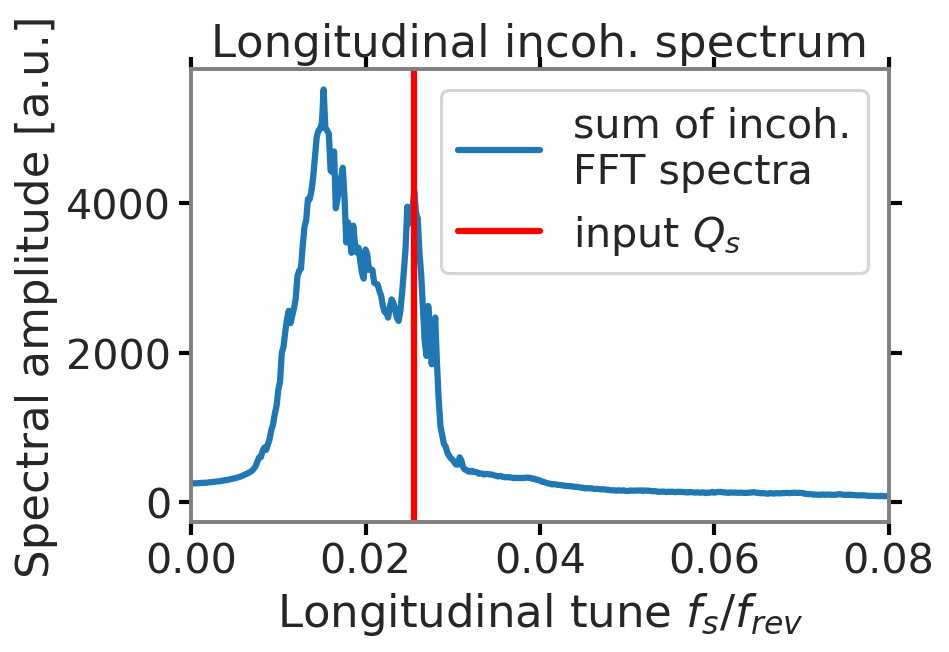 Longitudinal incoh. spectrum
Spectral amplitude [a.u.]
4000
2000
0
sum of incoh.
FFT spectra
input Qₛ
0.00 0.02 0.04 0.06 0.08
Longitudinal tune fₛ/f_rev